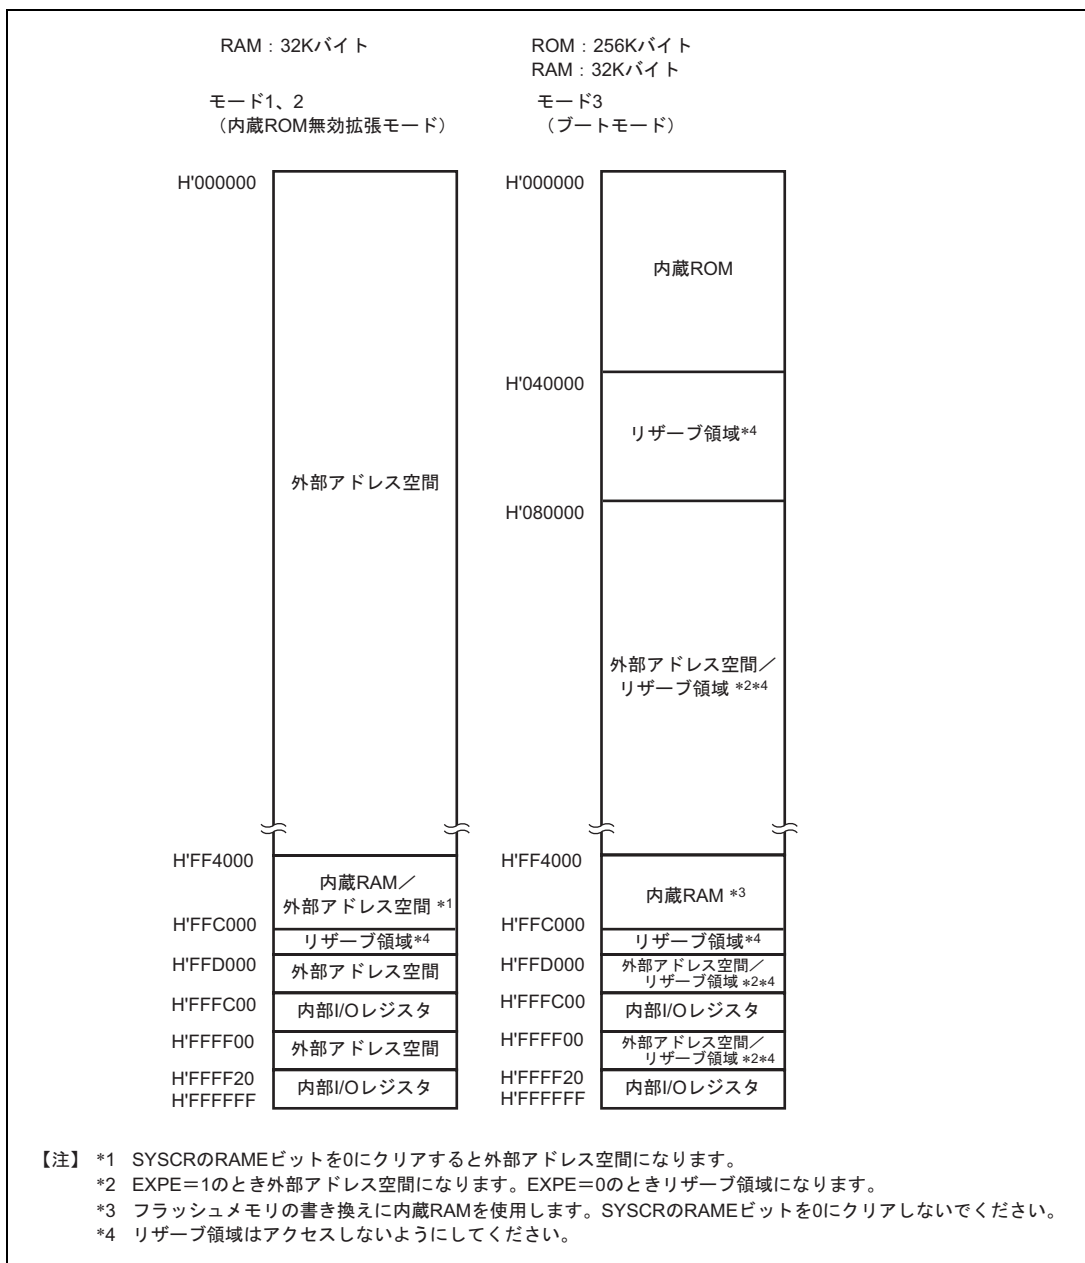 RAM：32Kバイト
モード1、2
（内蔵ROM無効拡張モード）
H'000000
外部アドレス空間
H'FF4000
内蔵RAM／
外部アドレス空間 *1
H'FFC000
リザーブ領域*4
H'FFD000
外部アドレス空間
H'FFFC00
内部I/Oレジスタ
H'FFFF00
外部アドレス空間
H'FFFF20
内部I/Oレジスタ
H'FFFFFF
ROM：256Kバイト
RAM：32Kバイト
モード3
（ブートモード）
H'000000
内蔵ROM
H'040000
リザーブ領域*4
H'080000
外部アドレス空間／
リザーブ領域 *2*4
H'FF4000
内蔵RAM *3
H'FFC000
リザーブ領域*4
H'FFD000
外部アドレス空間／
リザーブ領域 *2*4
H'FFFC00
内部I/Oレジスタ
H'FFFF00
外部アドレス空間／
リザーブ領域 *2*4
H'FFFF20
内部I/Oレジスタ
H'FFFFFF
【注】 *1 SYSCRのRAMEビットを0にクリアすると外部アドレス空間になります。
*2 EXPE＝1のとき外部アドレス空間になります。EXPE＝0のときリザーブ領域になります。
*3 フラッシュメモリの書き換えに内蔵RAMを使用します。SYSCRのRAMEビットを0にクリアしないでください。
*4 リザーブ領域はアクセスしないようにしてください。